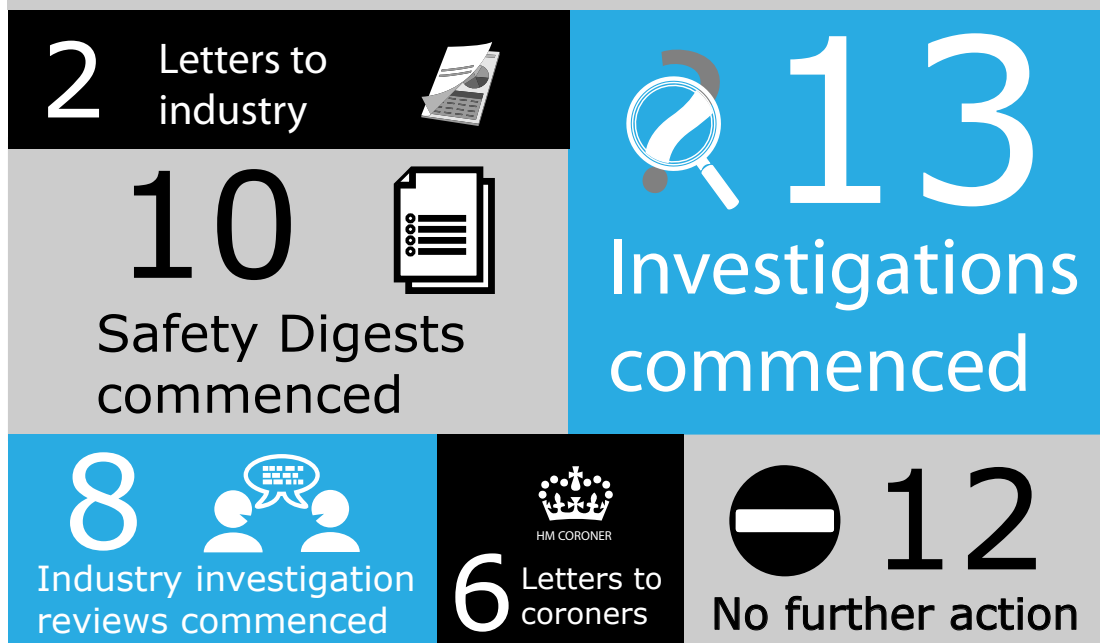 2
Letters to
industry
13
Investigations
commenced
10
Safety Digests
commenced
8
Industry investigation
reviews commenced
HM CORONER
6
Letters to
coroners
12
No further action